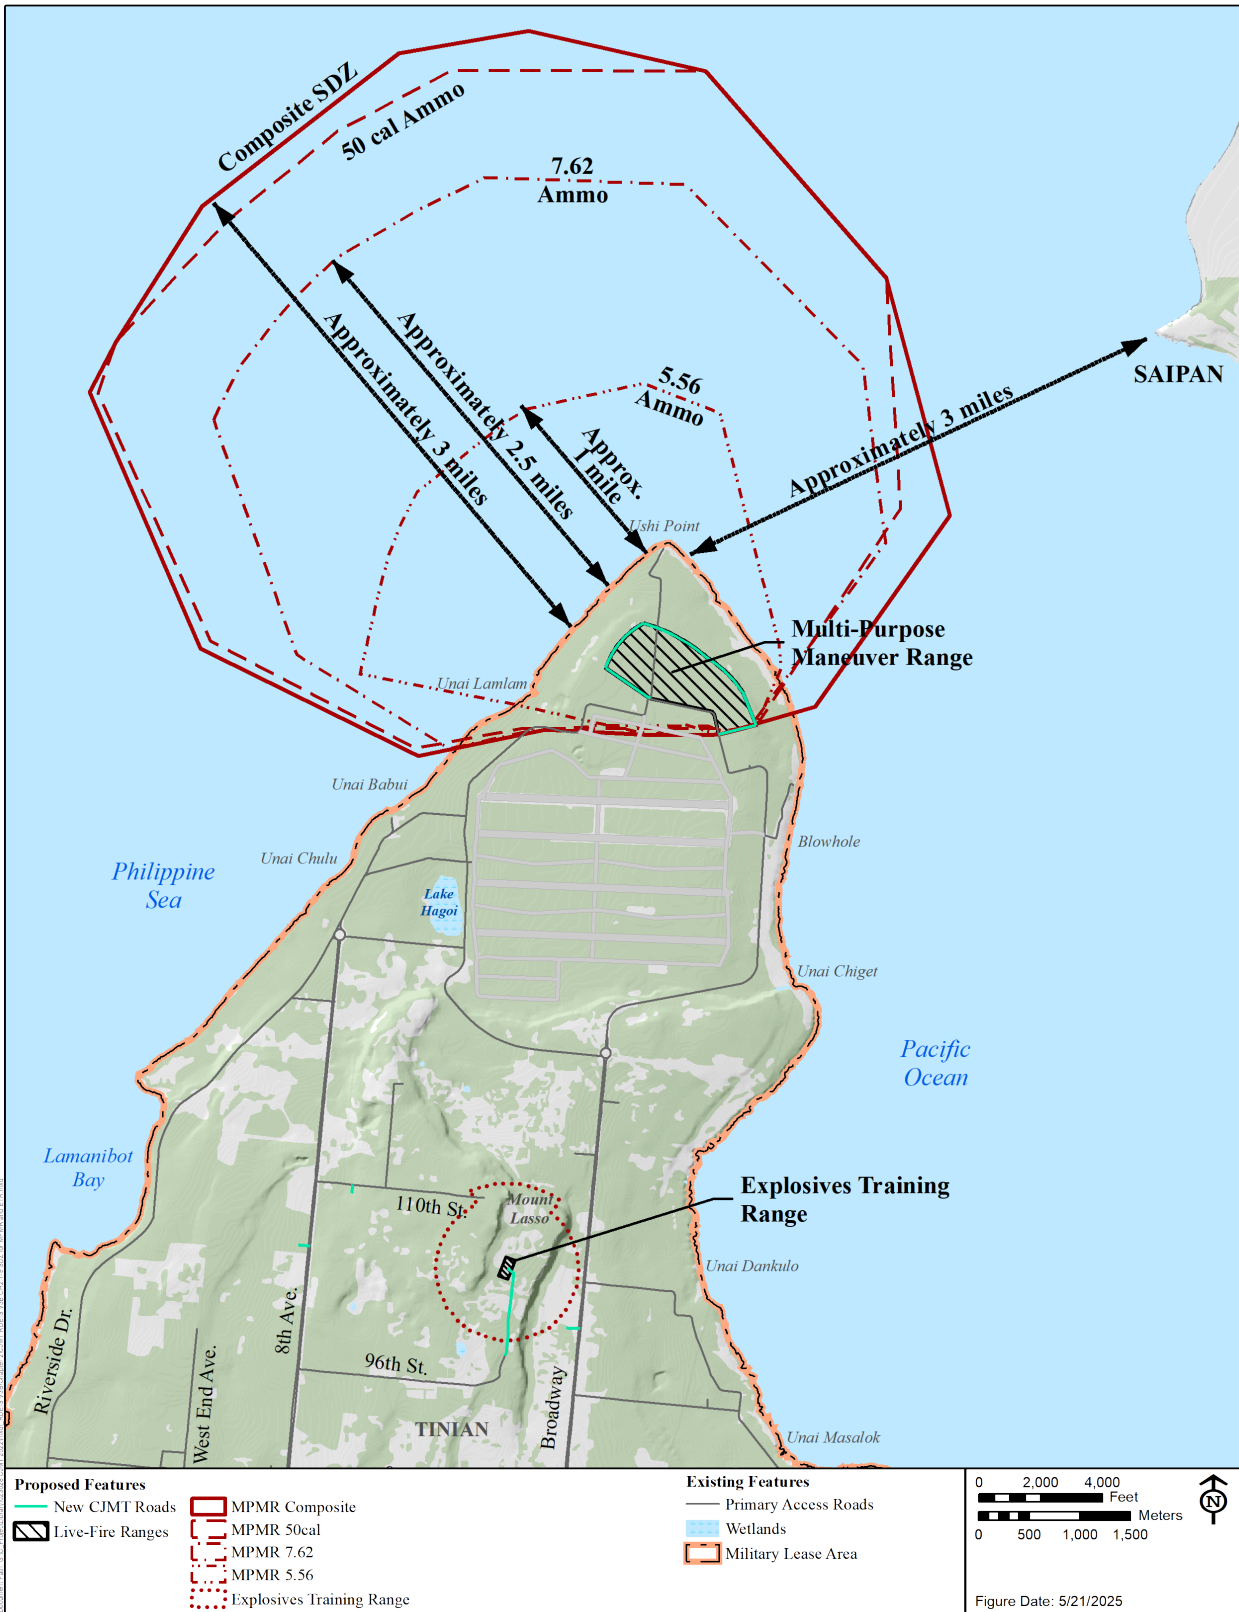 Composite SDZ
50 cal Ammo
7.62
Ammo
5.56
Ammo
Approximately 3 miles
Approximately 2.5 miles
Approx.
1 mile
Approximately 3 miles
SAIPAN
Ushi Point
Multi-Purpose
Maneuver Range
Unai Lamlam
Unai Babui
Unai Chulu
Blowhole
Philippine
Sea
Lake
Hagoi
Unai Chiget
Pacific
Ocean
Lamanibot
Bay
Explosives Training
Range
110th St.
Mount
Lasso
Unai Dankulo
Riverside Dr.
West End Ave.
8th Ave.
96th St.
Broadway
TINIAN
Unai Masalok
Proposed Features
New CJMT Roads
Live-Fire Ranges
MPMR Composite
MPMR 50cal
MPMR 7.62
MPMR 5.56
Explosives Training Range
Existing Features
Primary Access Roads
Wetlands
Military Lease Area
0 2,000 4,000
Feet
Meters
0 500 1,000 1,500
N
Figure Date: 5/21/2025